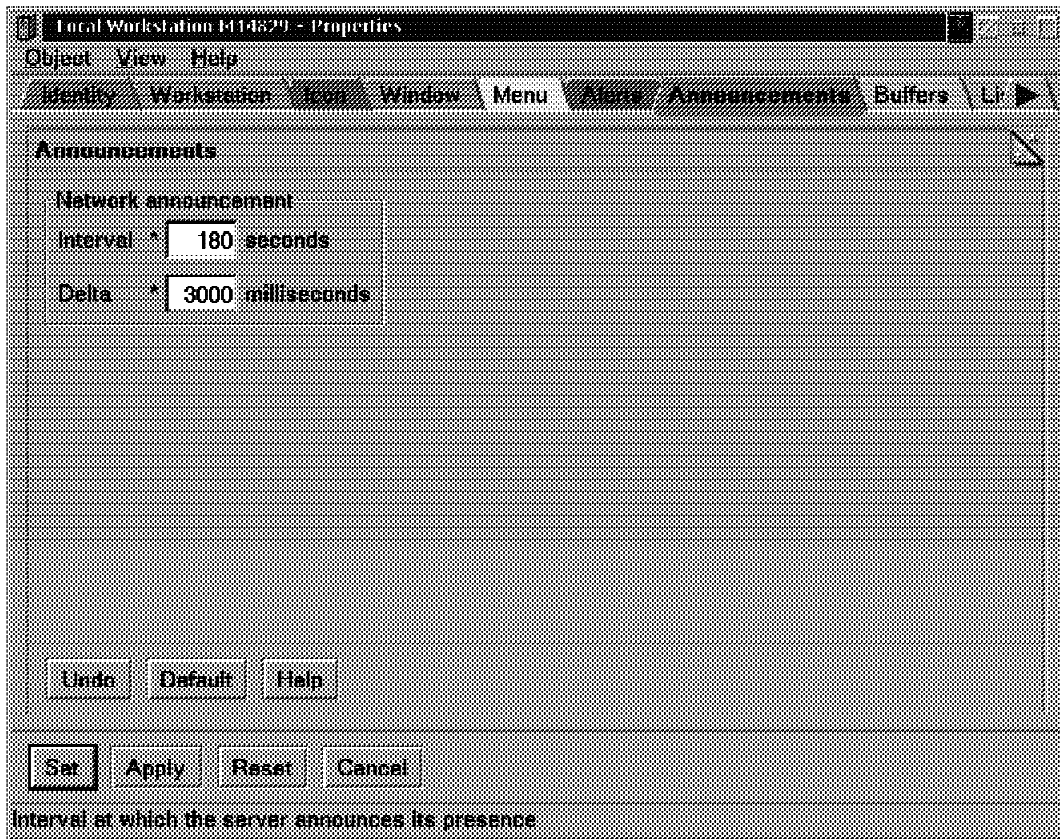 Local Workstation F414829 - Properties
Object View Help
Identity Workstation Icon Window Menu Alerts Announcements Buffers
Announcements
Network announcement
Interval * 180 seconds
Delta * 3000 milliseconds
Undo Default Help
Set Apply Reset Cancel
Interval at which the server announces its presence